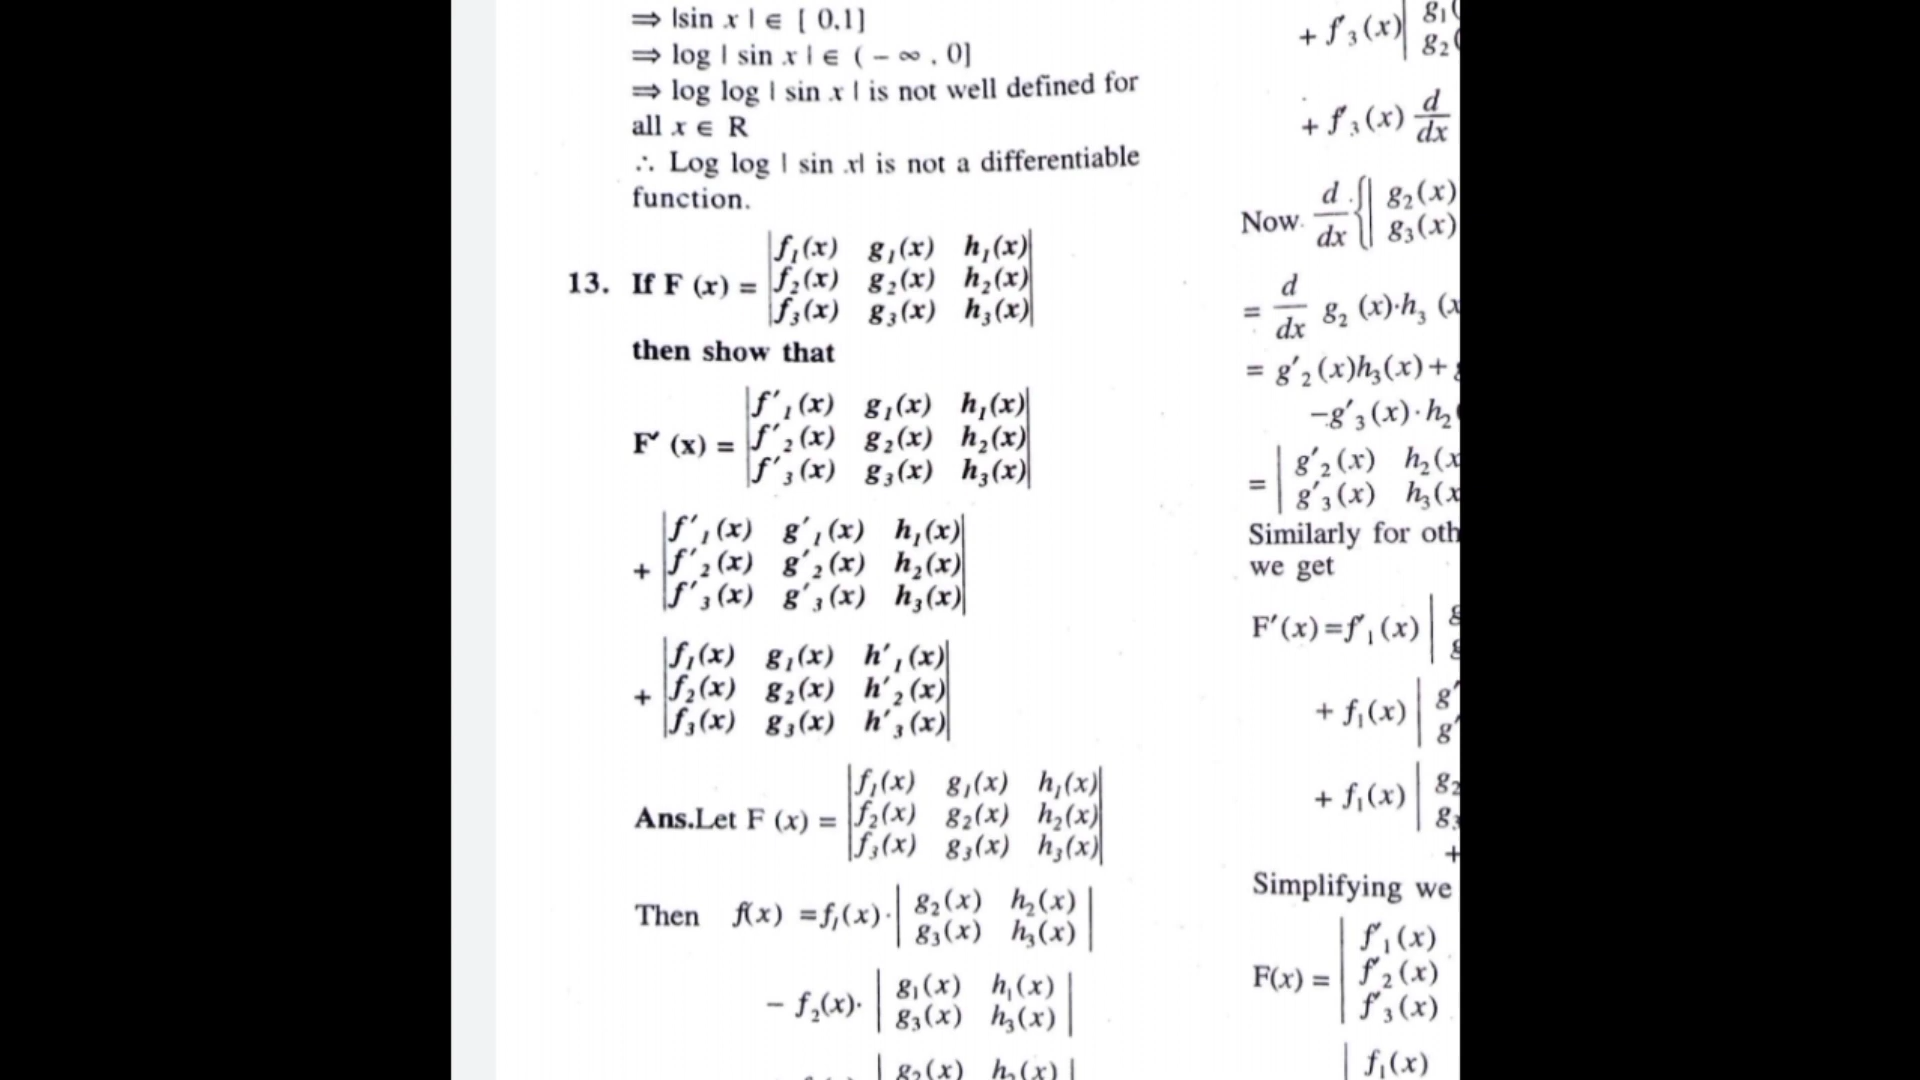 ⇒ |sin x | ∈ [ 0,1]
⇒ log | sin x | ∈ ( – ∞ , 0]
⇒ log log | sin x | is not well defined for
all x ∈ R
∴ Log log | sin x| is not a differentiable
function.
13. If F (x) = | f₁(x) g₁(x) h₁(x) |
| f₂(x) g₂(x) h₂(x) |
| f₃(x) g₃(x) h₃(x) |
then show that
F′ (x) = | f′₁(x) g₁(x) h₁(x) |
| f′₂(x) g₂(x) h₂(x) |
| f′₃(x) g₃(x) h₃(x) |
+ | f′₁(x) g′₁(x) h₁(x) |
| f′₂(x) g′₂(x) h₂(x) |
| f′₃(x) g′₃(x) h₃(x) |
+ | f₁(x) g₁(x) h′₁(x) |
| f₂(x) g₂(x) h′₂(x) |
| f₃(x) g₃(x) h′₃(x) |
Ans.Let F (x) = | f₁(x) g₁(x) h₁(x) |
| f₂(x) g₂(x) h₂(x) |
| f₃(x) g₃(x) h₃(x) |
Then f(x) = f₁(x)· | g₂(x) h₂(x) |
| g₃(x) h₃(x) |
– f₂(x)· | g₁(x) h₁(x) |
| g₃(x) h₃(x) |
+ f′₃(x) | g₁(
g₂(
+ f′₃(x) d/dx
Now d/dx { | g₂(x)
g₃(x)
= d/dx g₂ (x)·h₃ (x
= g′₂(x)h₃(x)+
–g′₃(x)·h₂
= | g′₂(x) h₂(x
| g′₃(x) h₃(x
Similarly for oth
we get
F′(x)=f′₁(x) |
+ f₁(x) | g′
g′
+ f₁(x) | g₂
g₃
+
Simplifying we
F(x) = | f′₁(x)
| f′₂(x)
| f′₃(x)
| f₁(x)